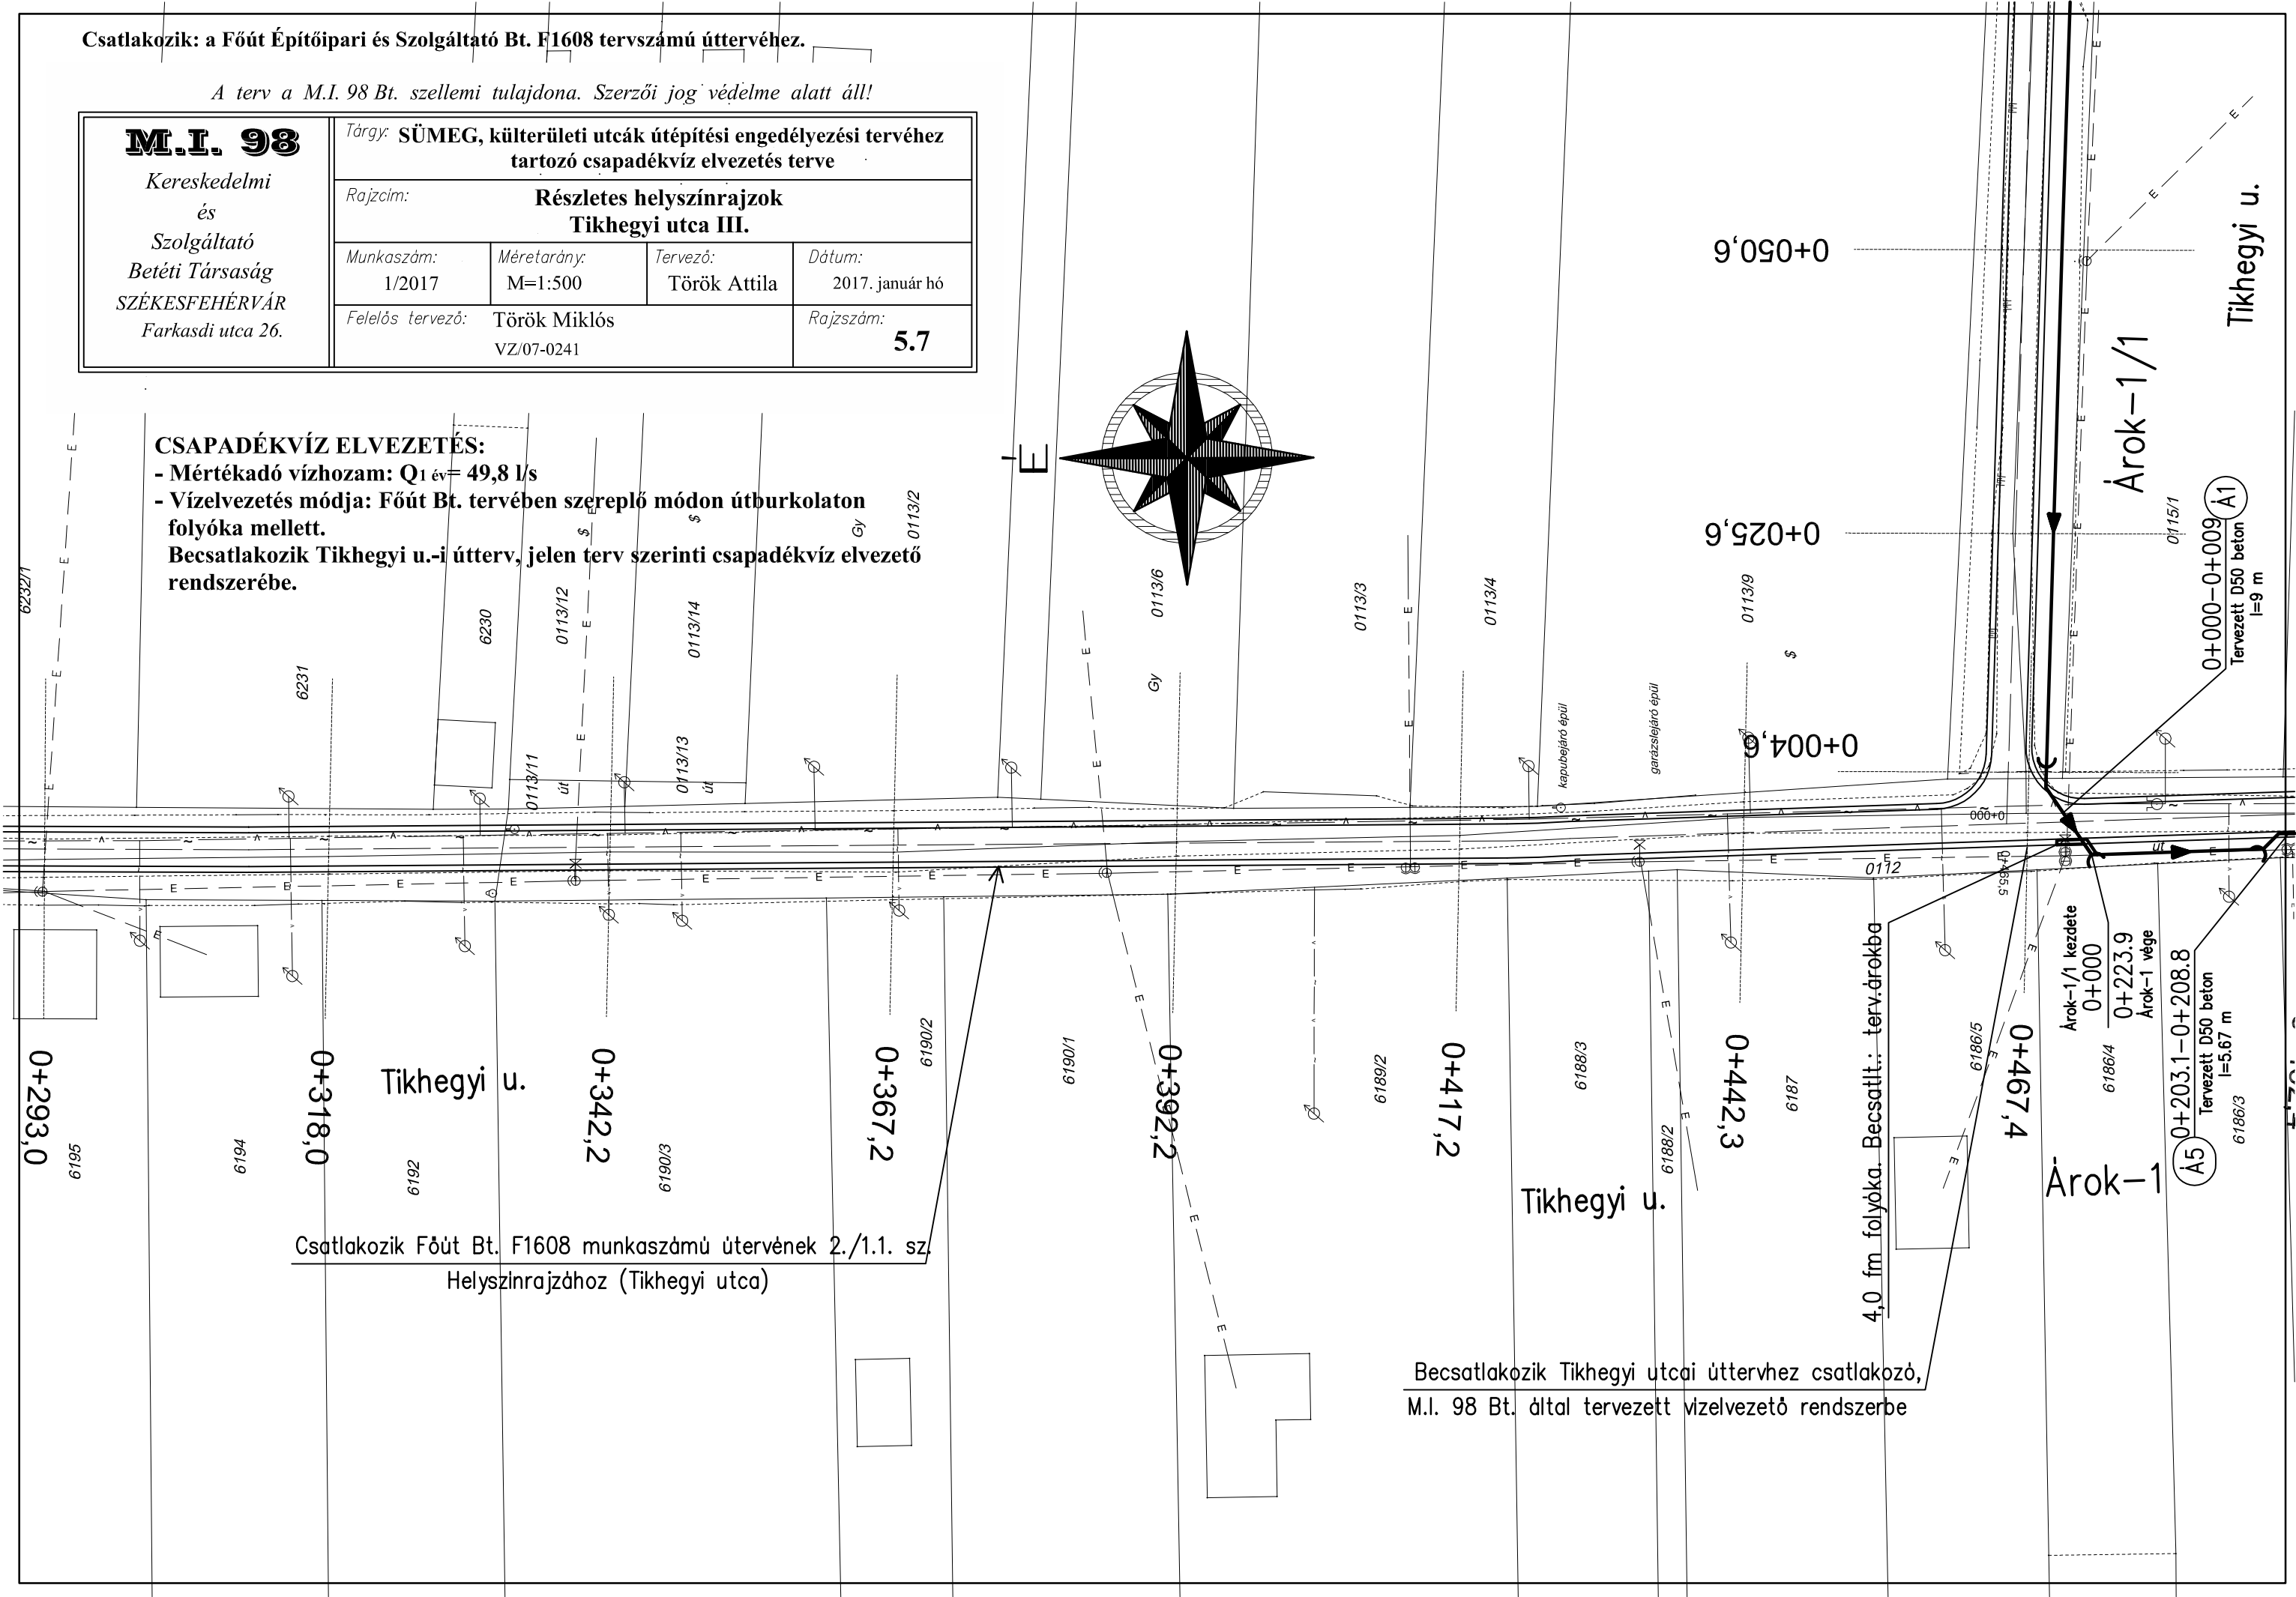 Csatlakozik: a Főút Építőipari és Szolgáltató Bt. F1608 tervszámú úttervéhez.
A terv a M.I. 98 Bt. szellemi tulajdona. Szerzői jog védelme alatt áll!
M.I. 98
Kereskedelmi
és
Szolgáltató
Betéti Társaság
SZÉKESFEHÉRVÁR
Farkasdi utca 26.
Tárgy: SÜMEG, külterületi utcák útépítési engedélyezési tervéhez
tartozó csapadékvíz elvezetés terve
Rajzcím: Részletes helyszínrajzok
Tikhegyi utca III.
Munkaszám:
1/2017
Méretarány:
M=1:500
Tervező:
Török Attila
Dátum:
2017. január hó
Felelős tervező: Török Miklós
VZ/07-0241
Rajzszám:
5.7
CSAPADÉKVÍZ ELVEZETÉS:
- Mértékadó vízhozam: Q1 év= 49,8 l/s
- Vízelvezetés módja: Főút Bt. tervében szereplő módon útburkolaton
folyóka mellett.
Becsatlakozik Tikhegyi u.-i útterv, jelen terv szerinti csapadékvíz elvezető
rendszerébe.
É
0+050,6
0+025,6
0+004,6
Tikhegyi u.
Árok-1/1
0115/1
Á1
0+000-0+009
Tervezett D50 beton
l=9 m
6232/1
6231
6230
0113/12
0113/14
0113/11
út
0113/13
út
Gy
0113/2
0113/6
Gy
0113/3
0113/4
0113/9
kapubejáró épül
garázslejáró épül
0+000
0+465,5
0112
út
Árok-1/1 kezdete
0+000
0+223.9
Árok-1 vége
0+203.1-0+208.8
Tervezett D50 beton
l=5.67 m
Á5
0+293,0
0+318,0
0+342,2
0+367,2
0+392,2
0+417,2
0+442,3
0+467,4
Tikhegyi u.
Tikhegyi u.
Árok-1
6195
6194
6192
6190/3
6190/2
6190/1
6189/2
6188/3
6188/2
6187
6186/5
6186/4
6186/3
4,0 fm folyóka. Becsatlt.: terv.árokba
Csatlakozik Főút Bt. F1608 munkaszámú útervének 2./1.1. sz.
Helyszínrajzához (Tikhegyi utca)
Becsatlakozik Tikhegyi utcai úttervhez csatlakozó,
M.I. 98 Bt. által tervezett vízelvezető rendszerbe